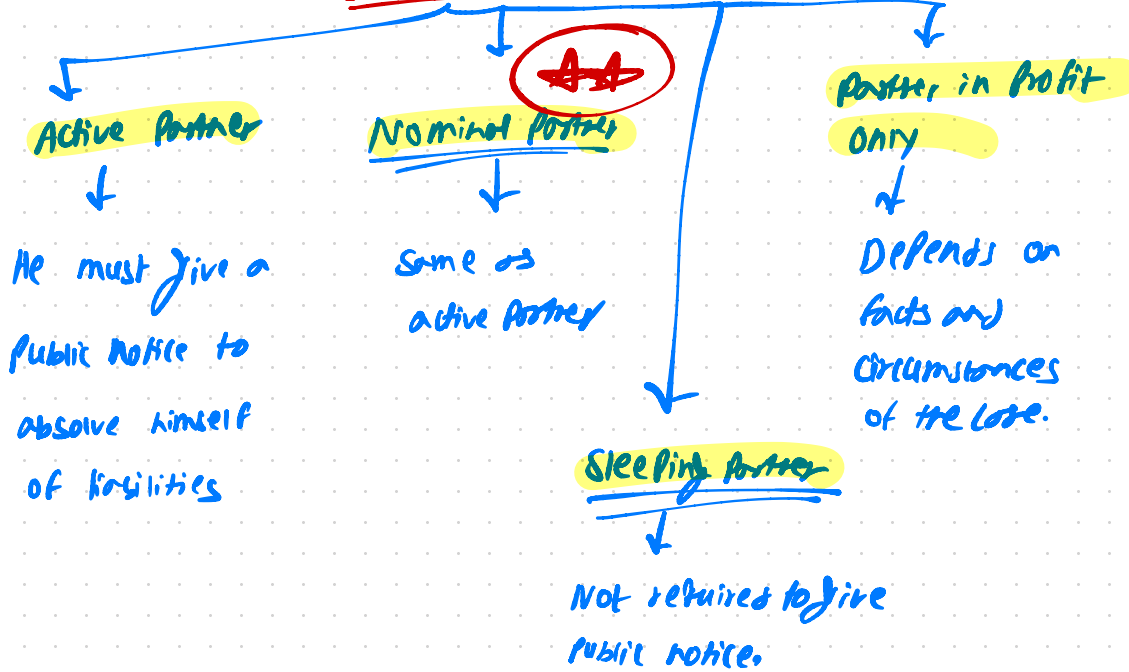 Active Partner
He must give a
Public notice to
absolve himself
of liabilities
Nominal Partner
Same as
active Partner
Sleeping Partner
Not required to give
Public notice.
Partner in Profit
only
Depends on
facts and
circumstances
of the case.